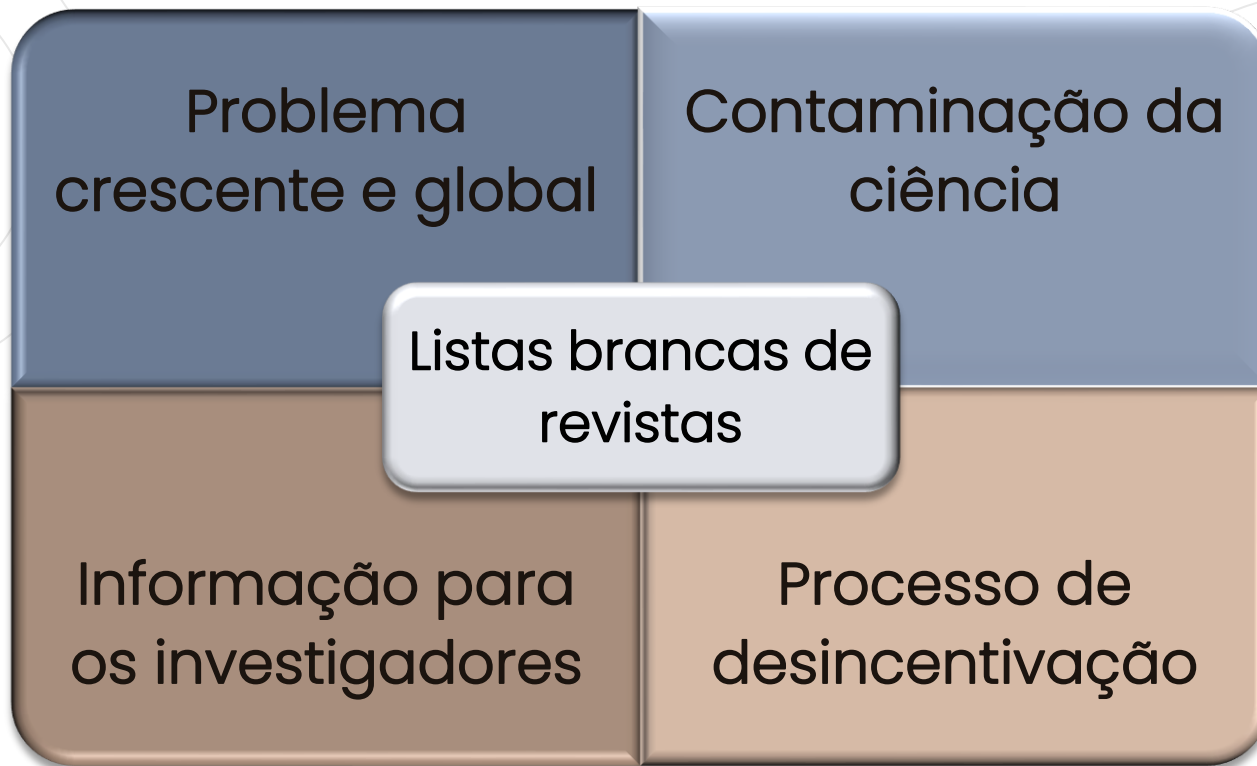 Problema
crescente e global
Contaminação da
ciência
Listas brancas de
revistas
Informação para
os investigadores
Processo de
desincentivação